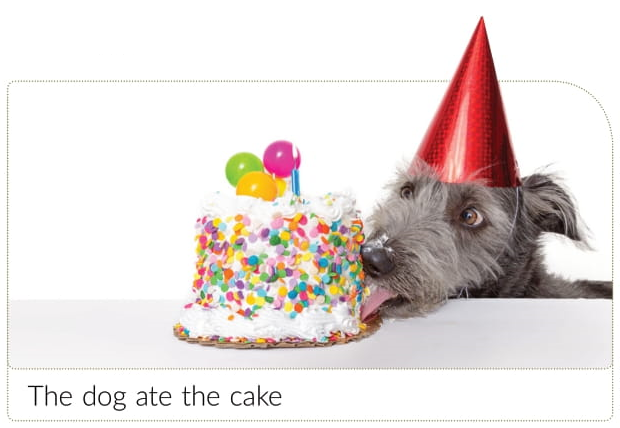 The dog ate the cake